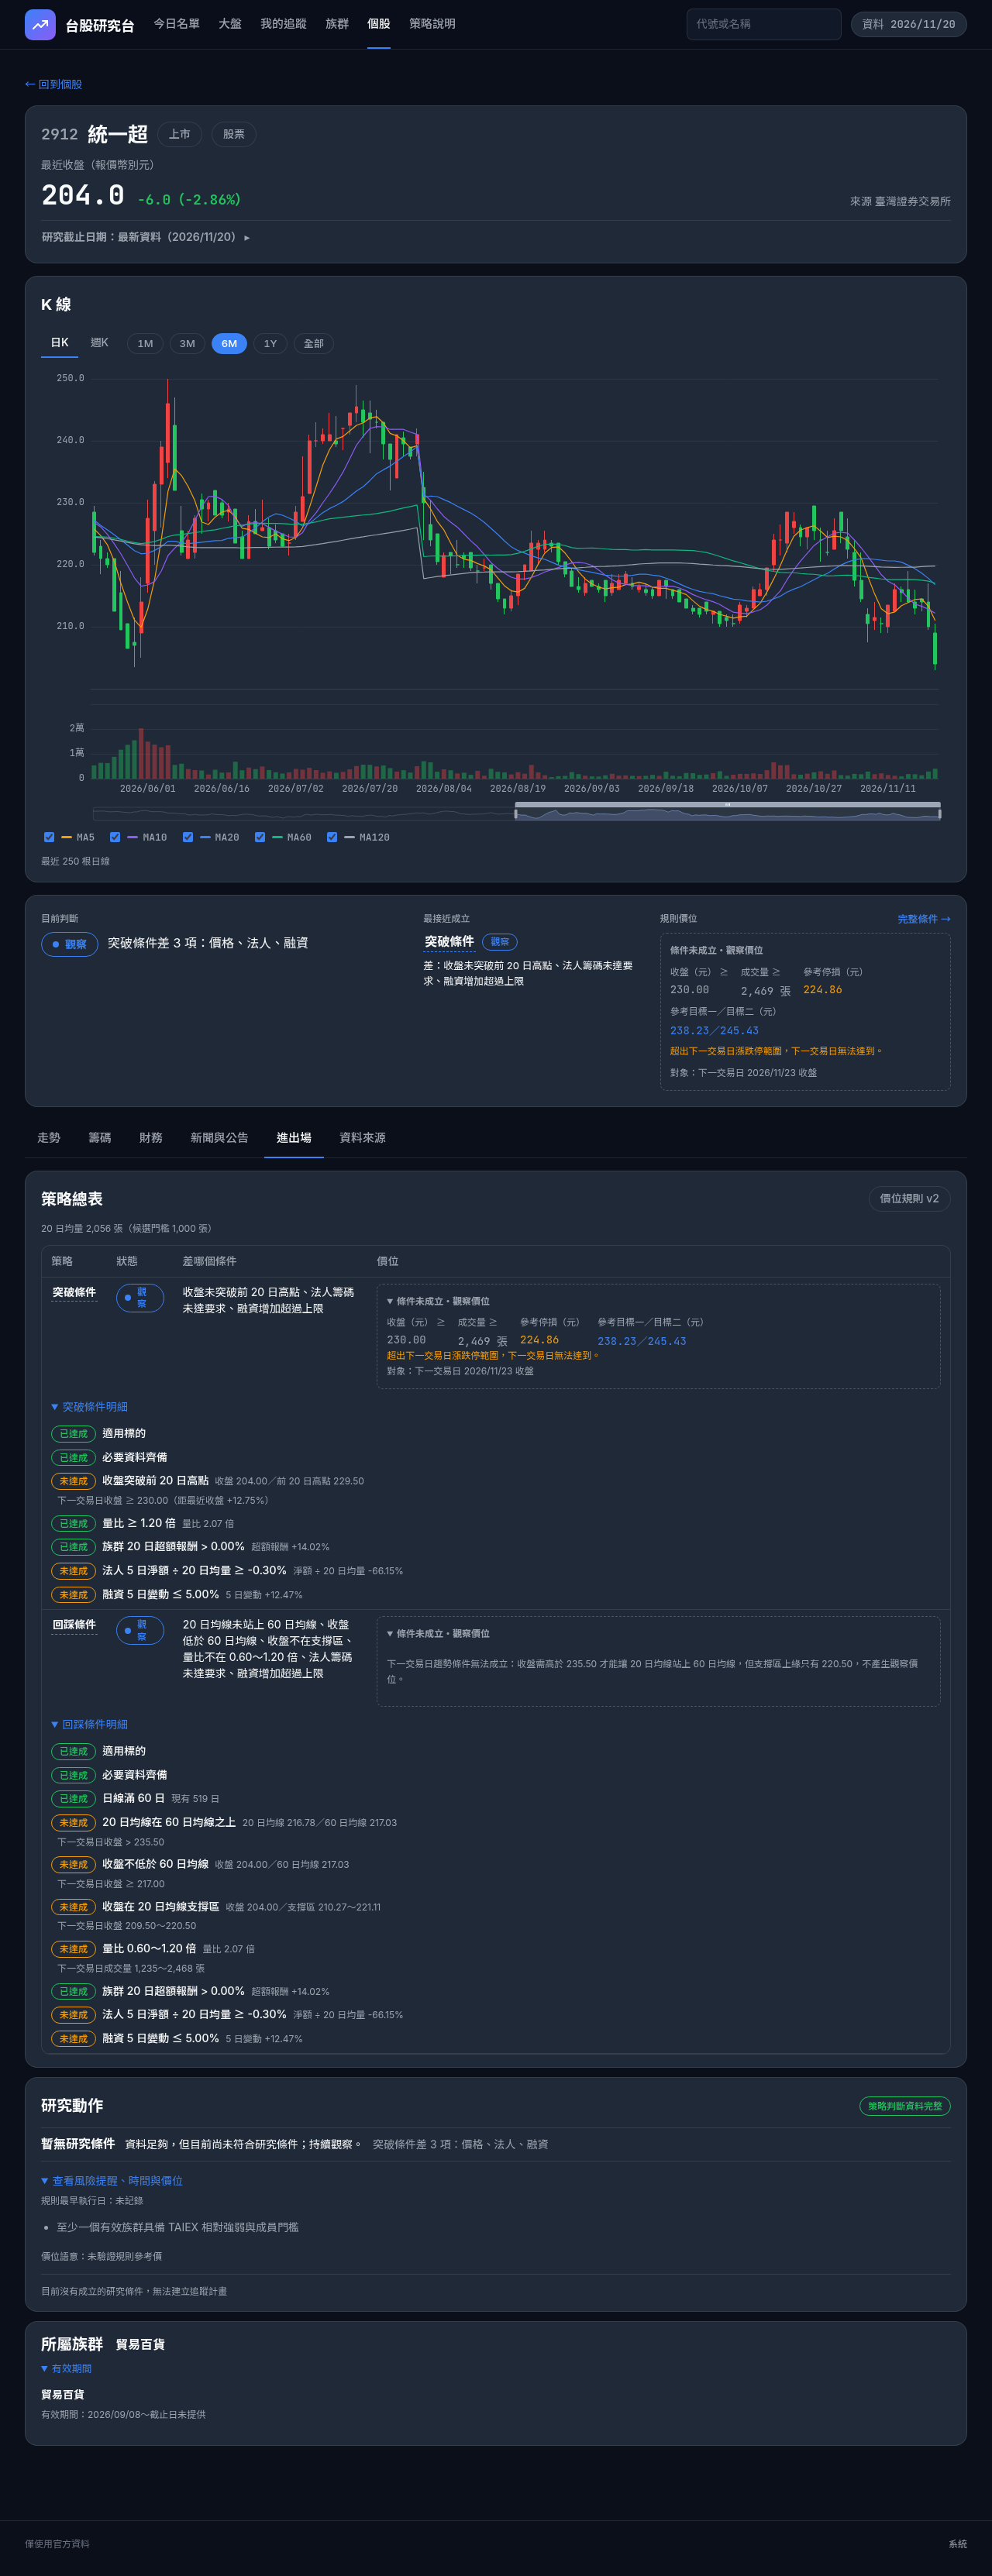 台股研究台 今日名單 大盤 我的追蹤 族群 個股 策略說明 代號或名稱 資料 2026/11/20
← 回到個股
2912 統一超 上市 股票
最近收盤（報價幣別元）
204.0 -6.0 (-2.86%) 來源 臺灣證券交易所
研究截止日期：最新資料（2026/11/20） ▸
K 線
日K 週K 1M 3M 6M 1Y 全部
250.0
240.0
230.0
220.0
210.0
2萬
1萬
0
2026/06/01 2026/06/16 2026/07/02 2026/07/20 2026/08/04 2026/08/19 2026/09/03 2026/09/18 2026/10/07 2026/10/27 2026/11/11
MA5 MA10 MA20 MA60 MA120
最近 250 根日線
目前判斷
觀察 突破條件差 3 項：價格、法人、融資
最接近成立
突破條件 觀察
差：收盤未突破前 20 日高點、法人籌碼未達要
求、融資增加超過上限
規則價位 完整條件 →
條件未成立・觀察價位
收盤（元） ≥ 成交量 ≥ 參考停損（元）
230.00 2,469 張 224.86
參考目標一／目標二（元）
238.23／245.43
超出下一交易日漲跌停範圍，下一交易日無法達到。
對象：下一交易日 2026/11/23 收盤
走勢 籌碼 財務 新聞與公告 進出場 資料來源
策略總表 價位規則 v2
20 日均量 2,056 張（候選門檻 1,000 張）
策略 狀態 差哪個條件 價位
突破條件 觀
察
收盤未突破前 20 日高點、法人籌碼
未達要求、融資增加超過上限
▼ 條件未成立・觀察價位
收盤（元） ≥ 成交量 ≥ 參考停損（元） 參考目標一／目標二（元）
230.00 2,469 張 224.86 238.23／245.43
超出下一交易日漲跌停範圍，下一交易日無法達到。
對象：下一交易日 2026/11/23 收盤
▼ 突破條件明細
已達成 適用標的
已達成 必要資料齊備
未達成 收盤突破前 20 日高點 收盤 204.00／前 20 日高點 229.50
下一交易日收盤 ≥ 230.00（距最近收盤 +12.75%）
已達成 量比 ≥ 1.20 倍 量比 2.07 倍
已達成 族群 20 日超額報酬 > 0.00% 超額報酬 +14.02%
未達成 法人 5 日淨額 ÷ 20 日均量 ≥ -0.30% 淨額 ÷ 20 日均量 -66.15%
未達成 融資 5 日變動 ≤ 5.00% 5 日變動 +12.47%
回踩條件 觀
察
20 日均線未站上 60 日均線、收盤
低於 60 日均線、收盤不在支撐區、
量比不在 0.60～1.20 倍、法人籌碼
未達要求、融資增加超過上限
▼ 條件未成立・觀察價位
下一交易日趨勢條件無法成立：收盤需高於 235.50 才能讓 20 日均線站上 60 日均線，但支撐區上緣只有 220.50，不產生觀察價
位。
▼ 回踩條件明細
已達成 適用標的
已達成 必要資料齊備
已達成 日線滿 60 日 現有 519 日
未達成 20 日均線在 60 日均線之上 20 日均線 216.78／60 日均線 217.03
下一交易日收盤 > 235.50
未達成 收盤不低於 60 日均線 收盤 204.00／60 日均線 217.03
下一交易日收盤 ≥ 217.00
未達成 收盤在 20 日均線支撐區 收盤 204.00／支撐區 210.27～221.11
下一交易日收盤 209.50～220.50
未達成 量比 0.60～1.20 倍 量比 2.07 倍
下一交易日成交量 1,235～2,468 張
已達成 族群 20 日超額報酬 > 0.00% 超額報酬 +14.02%
未達成 法人 5 日淨額 ÷ 20 日均量 ≥ -0.30% 淨額 ÷ 20 日均量 -66.15%
未達成 融資 5 日變動 ≤ 5.00% 5 日變動 +12.47%
研究動作 策略判斷資料完整
暫無研究條件 資料足夠，但目前尚未符合研究條件；持續觀察。 突破條件差 3 項：價格、法人、融資
▼ 查看風險提醒、時間與價位
規則最早執行日：未記錄
• 至少一個有效族群具備 TAIEX 相對強弱與成員門檻
價位語意：未驗證規則參考價
目前沒有成立的研究條件，無法建立追蹤計畫
所屬族群 貿易百貨
▼ 有效期間
貿易百貨
有效期間：2026/09/08～截止日未提供
僅使用官方資料 系統